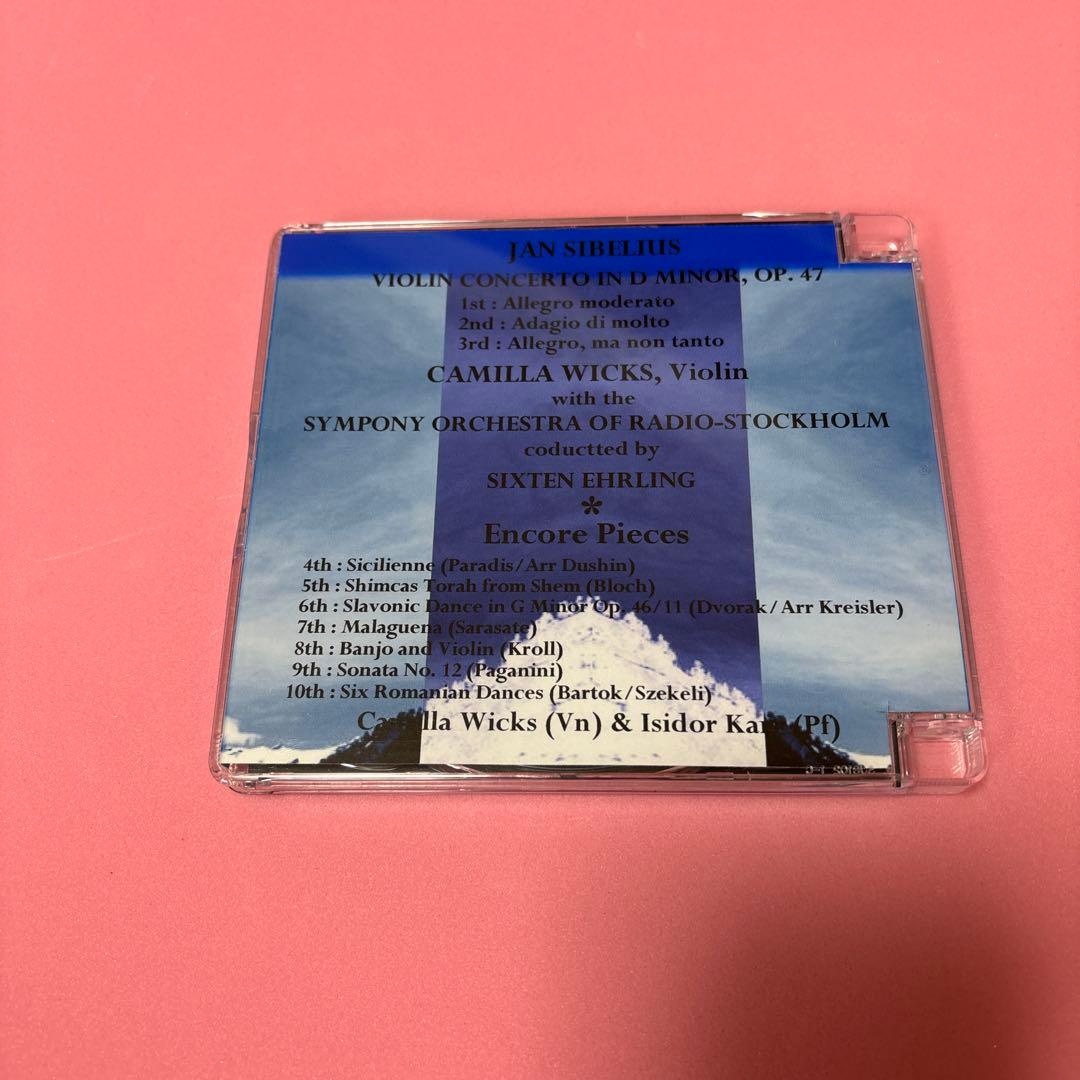 JAN SIBELIUS
VIOLIN CONCERTO IN D MINOR, OP. 47
1st : Allegro moderato
2nd : Adagio di molto
3rd : Allegro, ma non tanto
CAMILLA WICKS, Violin
with the
SYMPONY ORCHESTRA OF RADIO-STOCKHOLM
coductted by
SIXTEN EHRLING
*
Encore Pieces
4th : Sicilienne (Paradis/Arr Dushin)
5th : Shimcas Torah from Shem (Bloch)
6th : Slavonic Dance in G Minor Op. 46/11 (Dvorak/Arr Kreisler)
7th : Malaguena (Sarasate)
8th : Banjo and Violin (Kroll)
9th : Sonata No. 12 (Paganini)
10th : Six Romanian Dances (Bartok/Szekeli)
Wicks (Vn) & Isidor (Pf)